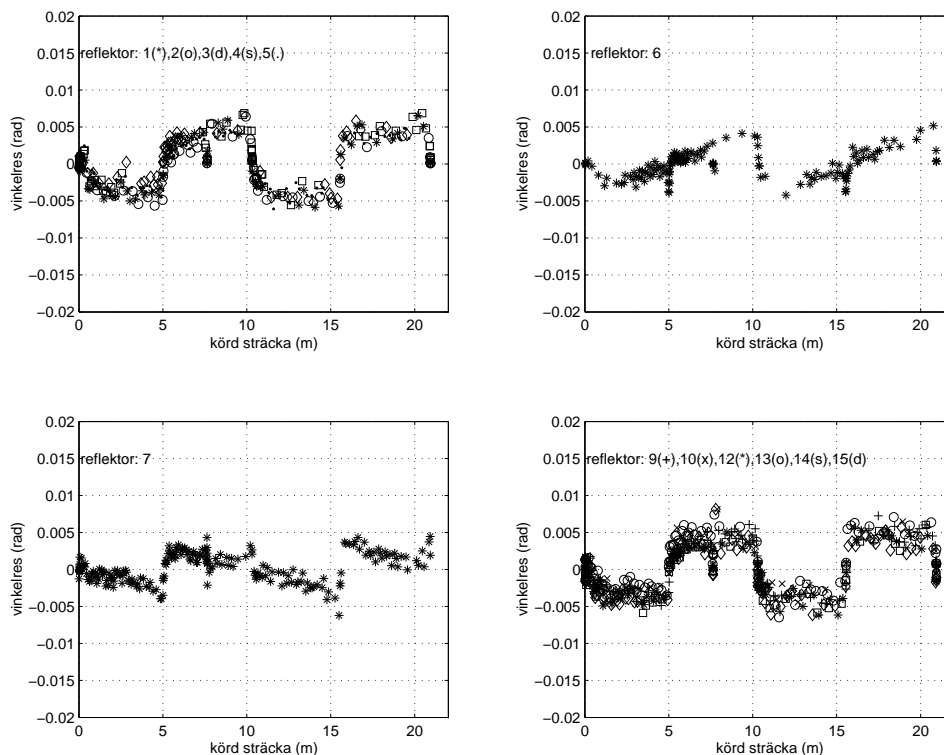 0.02
0.015
0.01
0.005
0
−0.005
−0.01
−0.015
−0.02
vinkelres (rad)
reflektor: 1(*),2(o),3(d),4(s),5(.)
0 5 10 15 20
körd sträcka (m)
0.02
0.015
0.01
0.005
0
−0.005
−0.01
−0.015
−0.02
vinkelres (rad)
reflektor: 6
0 5 10 15 20
körd sträcka (m)
0.02
0.015
0.01
0.005
0
−0.005
−0.01
−0.015
−0.02
vinkelres (rad)
reflektor: 7
0 5 10 15 20
körd sträcka (m)
0.02
0.015
0.01
0.005
0
−0.005
−0.01
−0.015
−0.02
vinkelres (rad)
reflektor: 9(+),10(x),12(*),13(o),14(s),15(d)
0 5 10 15 20
körd sträcka (m)